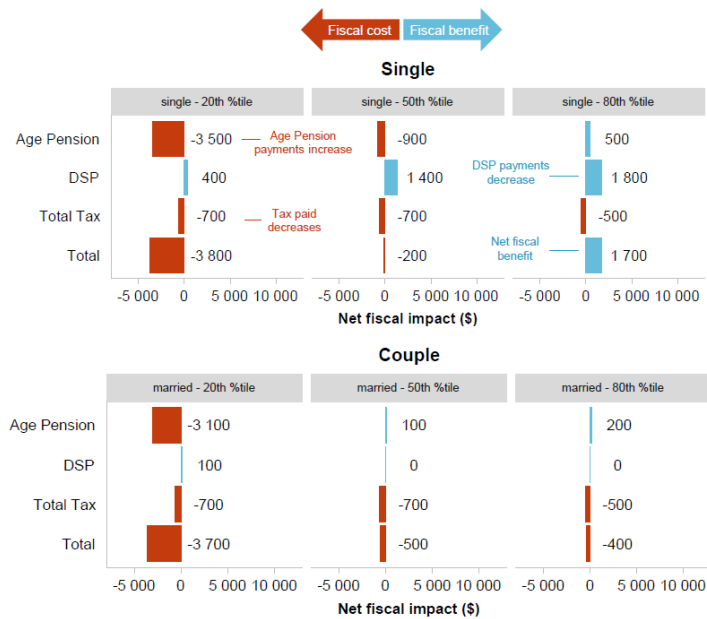 Fiscal cost Fiscal benefit
Single
single - 20th %tile single - 50th %tile single - 80th %tile
Age Pension -3 500 Age Pension payments increase -900 500
DSP 400 1 400 DSP payments decrease 1 800
Total Tax -700 Tax paid decreases -700 -500
Total -3 800 -200 Net fiscal benefit 1 700
-5 000 0 5 000 10 000 -5 000 0 5 000 10 000 -5 000 0 5 000 10 000
Net fiscal impact ($)
Couple
married - 20th %tile married - 50th %tile married - 80th %tile
Age Pension -3 100 100 200
DSP 100 0 0
Total Tax -700 -700 -500
Total -3 700 -500 -400
-5 000 0 5 000 10 000 -5 000 0 5 000 10 000 -5 000 0 5 000 10 000
Net fiscal impact ($)